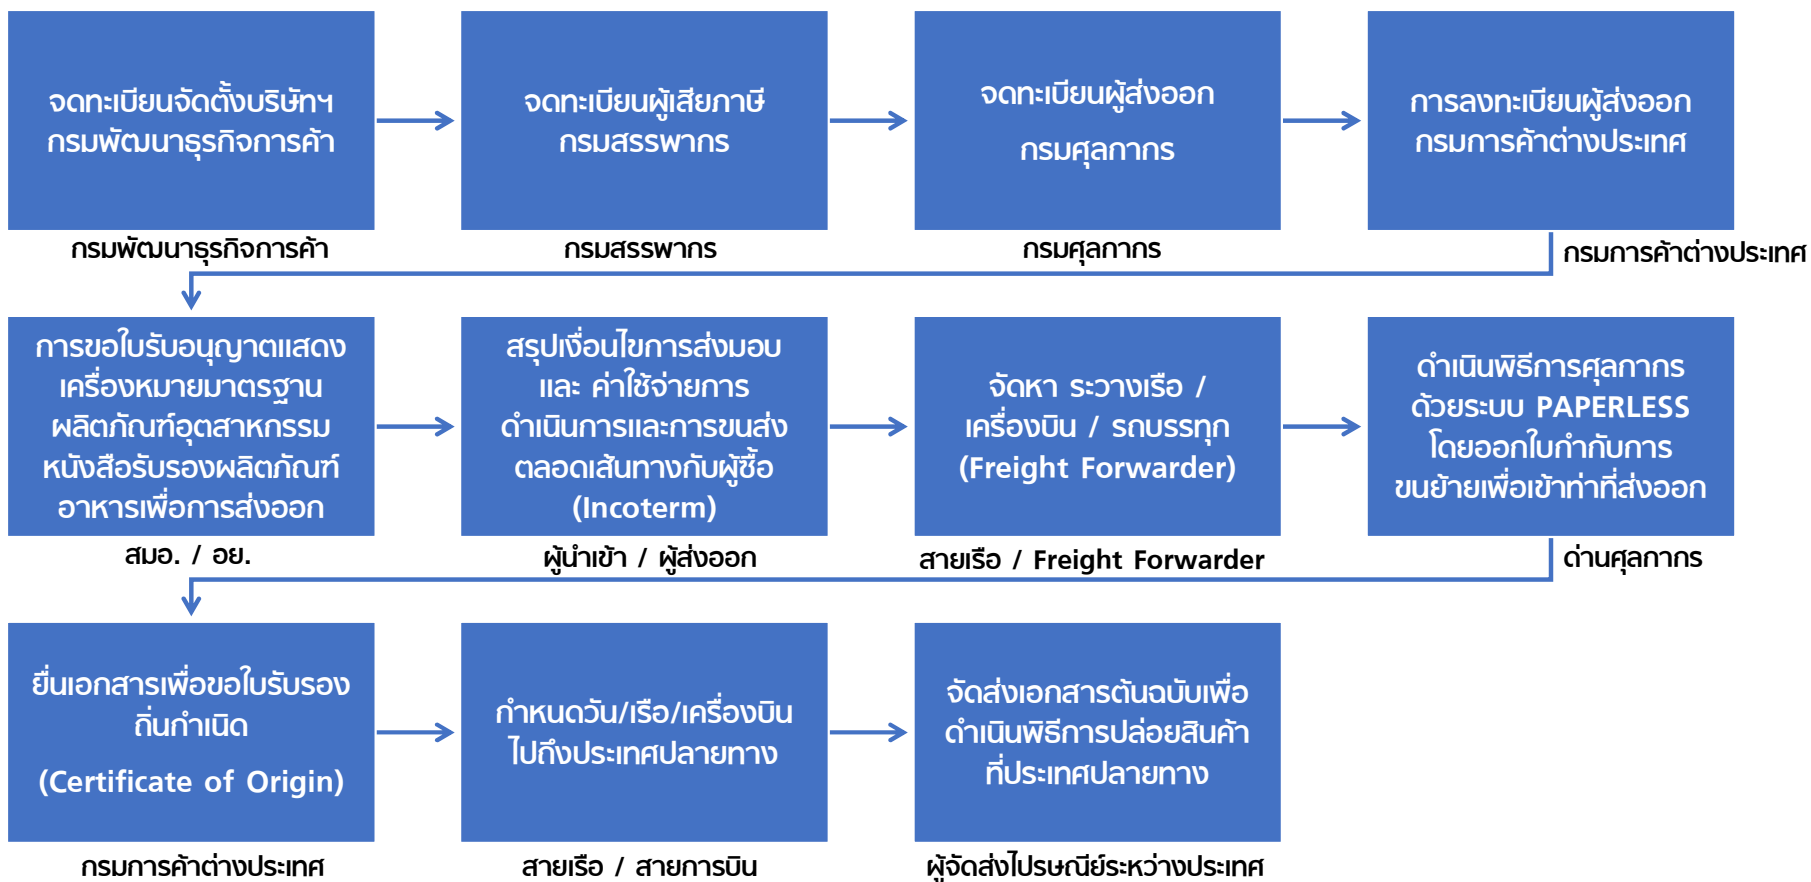 จดทะเบียนจัดตั้งบริษัทฯ
กรมพัฒนาธุรกิจการค้า
กรมพัฒนาธุรกิจการค้า
จดทะเบียนผู้เสียภาษี
กรมสรรพากร
กรมสรรพากร
จดทะเบียนผู้ส่งออก
กรมศุลกากร
กรมศุลกากร
การลงทะเบียนผู้ส่งออก
กรมการค้าต่างประเทศ
กรมการค้าต่างประเทศ
การขอใบรับอนุญาตแสดง
เครื่องหมายมาตรฐาน
ผลิตภัณฑ์อุตสาหกรรม
หนังสือรับรองผลิตภัณฑ์
อาหารเพื่อการส่งออก
สมอ. / อย.
สรุปเงื่อนไขการส่งมอบ
และ ค่าใช้จ่ายการ
ดำเนินการและการขนส่ง
ตลอดเส้นทางกับผู้ซื้อ
(Incoterm)
ผู้นำเข้า / ผู้ส่งออก
จัดหา ระวางเรือ /
เครื่องบิน / รถบรรทุก
(Freight Forwarder)
สายเรือ / Freight Forwarder
ดำเนินพิธีการศุลกากร
ด้วยระบบ PAPERLESS
โดยออกใบกำกับการ
ขนย้ายเพื่อเข้าท่าที่ส่งออก
ด่านศุลกากร
ยื่นเอกสารเพื่อขอใบรับรอง
ถิ่นกำเนิด
(Certificate of Origin)
กรมการค้าต่างประเทศ
กำหนดวัน/เรือ/เครื่องบิน
ไปถึงประเทศปลายทาง
สายเรือ / สายการบิน
จัดส่งเอกสารต้นฉบับเพื่อ
ดำเนินพิธีการปล่อยสินค้า
ที่ประเทศปลายทาง
ผู้จัดส่งไปรษณีย์ระหว่างประเทศ